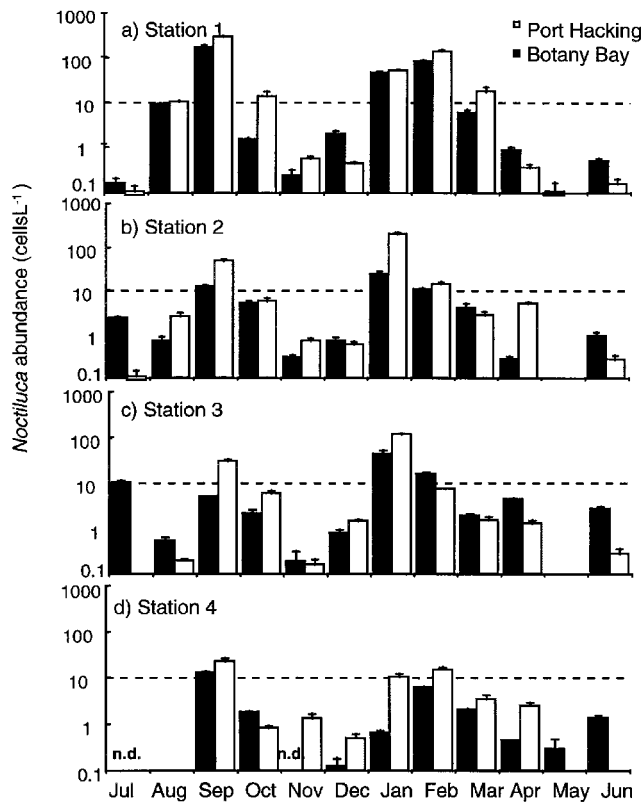 a) Station 1
Port Hacking
Botany Bay
1000
100
10
1
0.1
b) Station 2
1000
100
10
1
0.1
c) Station 3
1000
100
10
1
0.1
d) Station 4
1000
100
10
1
0.1
n.d.
n.d.
Noctiluca abundance (cellsL-1)
Jul Aug Sep Oct Nov Dec Jan Feb Mar Apr May Jun